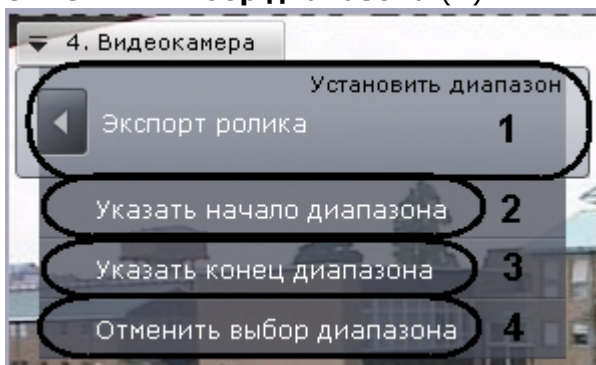 4. Видеокамера
Установить диапазон
Экспорт ролика 1
Указать начало диапазона 2
Указать конец диапазона 3
Отменить выбор диапазона 4